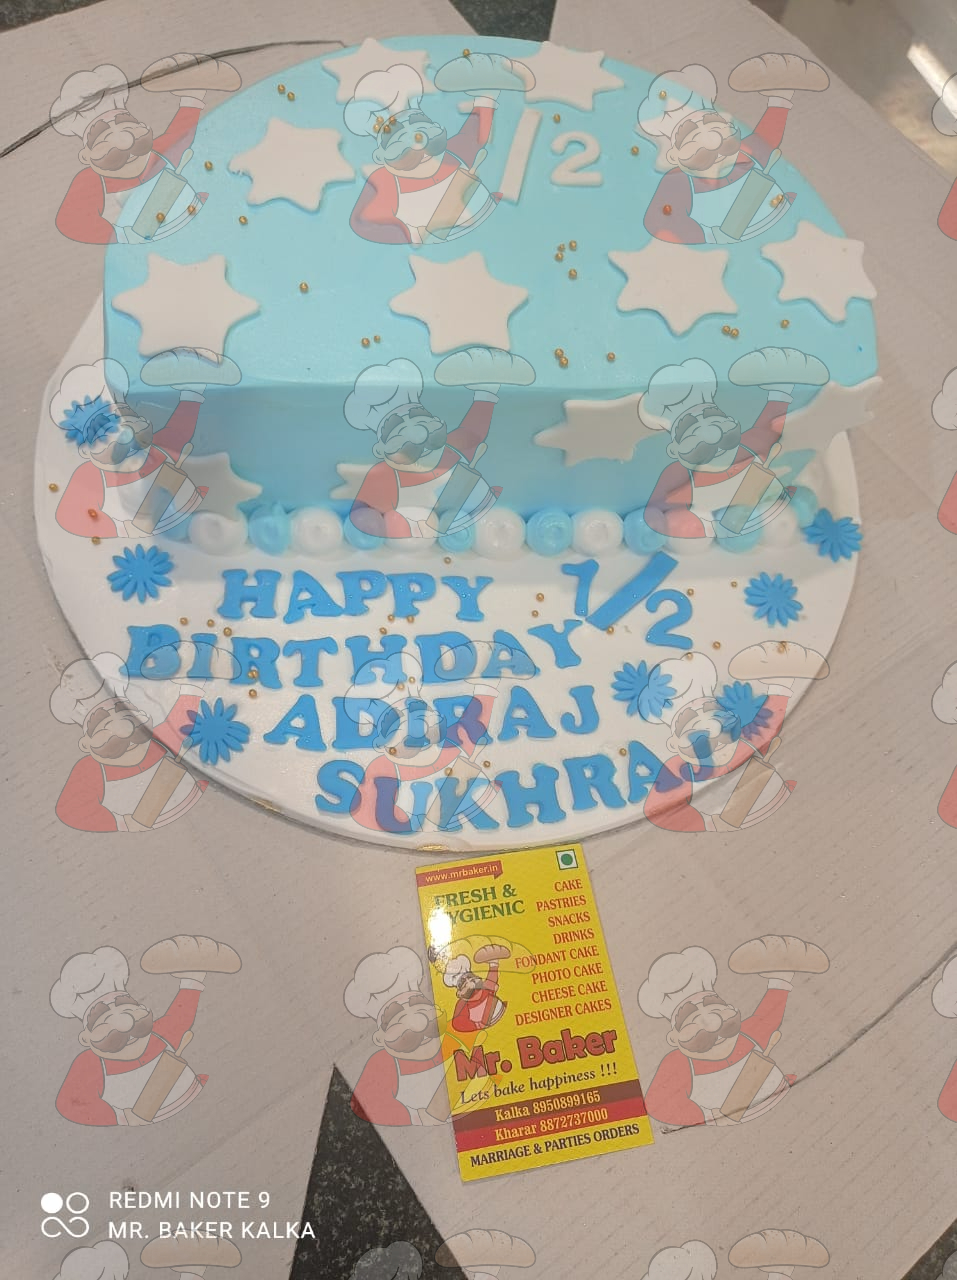 1/2
HAPPY 1/2
BIRTHDAY
ADIRAJ
SUKHRAJ
www.mrbaker.in
FRESH &
HYGIENIC
CAKE
PASTRIES
SNACKS
DRINKS
FONDANT CAKE
PHOTO CAKE
CHEESE CAKE
DESIGNER CAKES
Mr. Baker
Lets bake happiness !!!
Kalka 8950899165
Kharar 8872737000
MARRIAGE & PARTIES ORDERS
REDMI NOTE 9
MR. BAKER KALKA